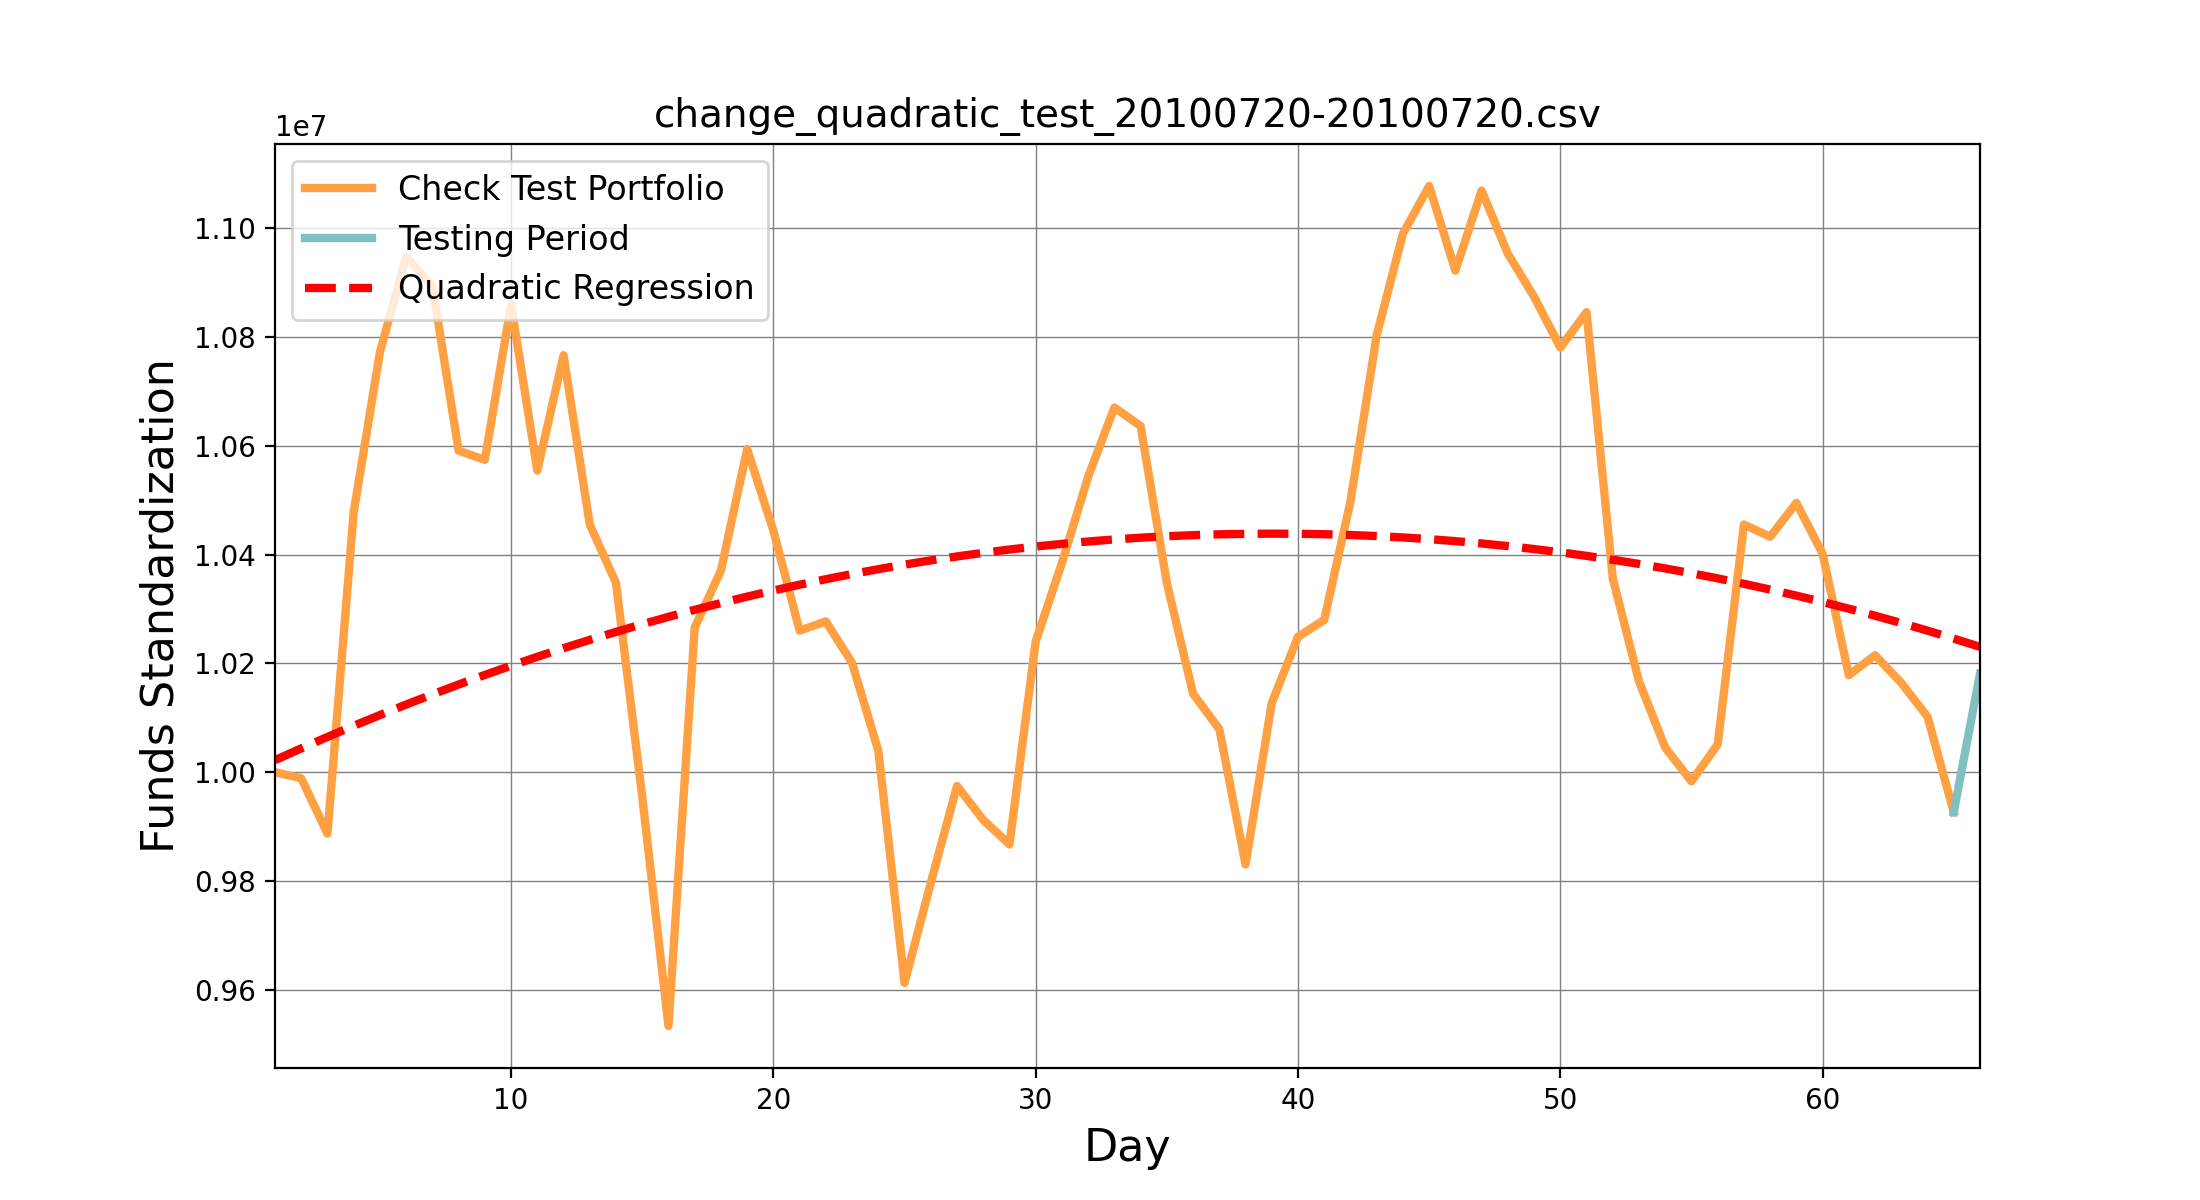 change_quadratic_test_20100720-20100720.csv
1e7
Check Test Portfolio
Testing Period
Quadratic Regression
1.10
1.08
1.06
1.04
1.02
1.00
0.98
0.96
Funds Standardization
10 20 30 40 50 60
Day